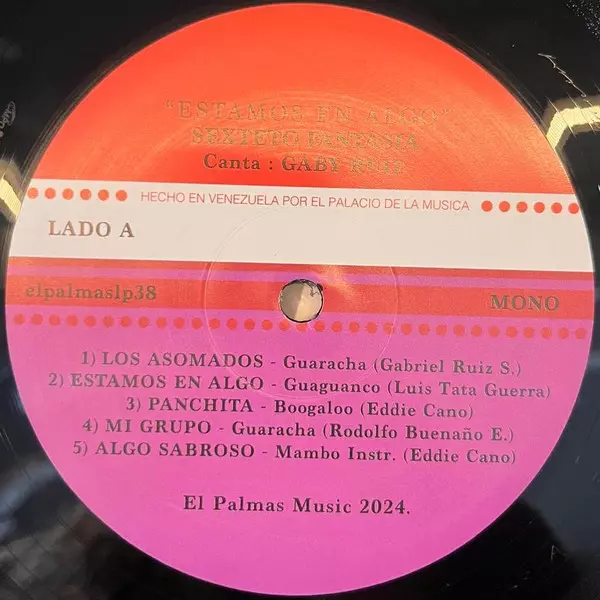 "ESTAMOS EN ALGO"
SEXTETO FANTASIA
Canta : GABY RUIZ
HECHO EN VENEZUELA POR EL PALACIO DE LA MUSICA
LADO A
elpalmaslp38
MONO
1) LOS ASOMADOS - Guaracha (Gabriel Ruiz S.)
2) ESTAMOS EN ALGO - Guaguanco (Luis Tata Guerra)
3) PANCHITA - Boogaloo (Eddie Cano)
4) MI GRUPO - Guaracha (Rodolfo Buenaño E.)
5) ALGO SABROSO - Mambo Instr. (Eddie Cano)
El Palmas Music 2024.